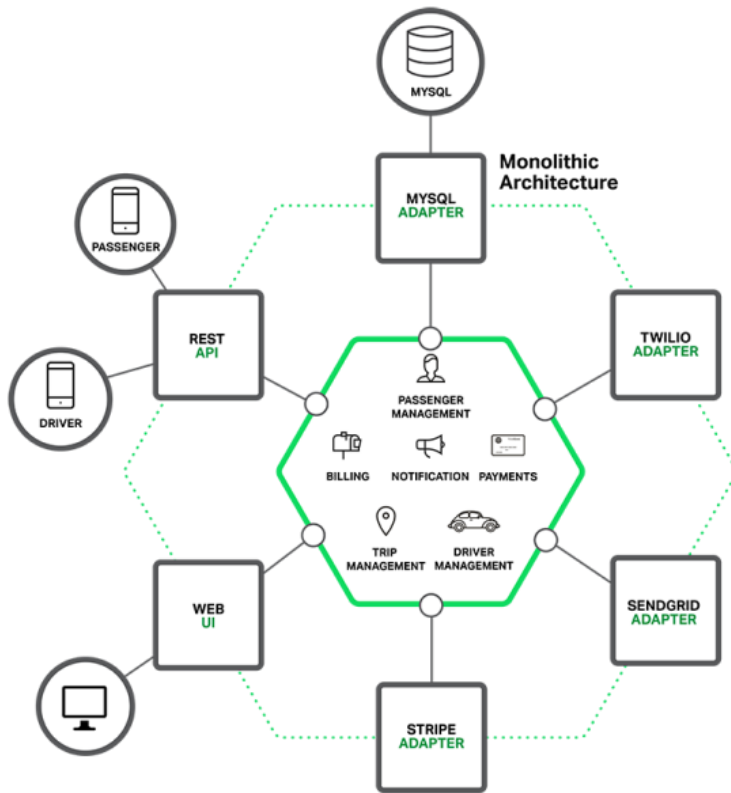 MYSQL
Monolithic
Architecture
MYSQL
ADAPTER
PASSENGER
REST
API
TWILIO
ADAPTER
DRIVER
PASSENGER
MANAGEMENT
BILLING
NOTIFICATION
PAYMENTS
TRIP
MANAGEMENT
DRIVER
MANAGEMENT
WEB
UI
SENDGRID
ADAPTER
STRIPE
ADAPTER